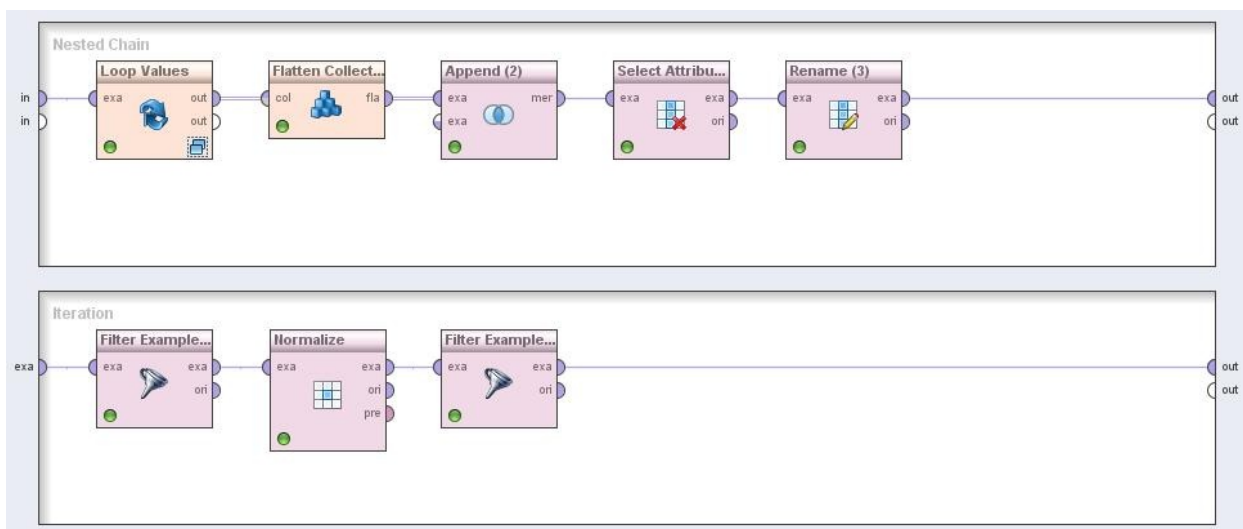 Nested Chain
Loop Values
Flatten Collect...
Append (2)
Select Attribu...
Rename (3)
in
exa
out
col
fla
exa
mer
exa
exa
exa
exa
out
in
out
exa
ori
ori
out
Iteration
Filter Example...
Normalize
Filter Example...
exa
exa
exa
exa
exa
exa
exa
out
ori
ori
ori
out
pre